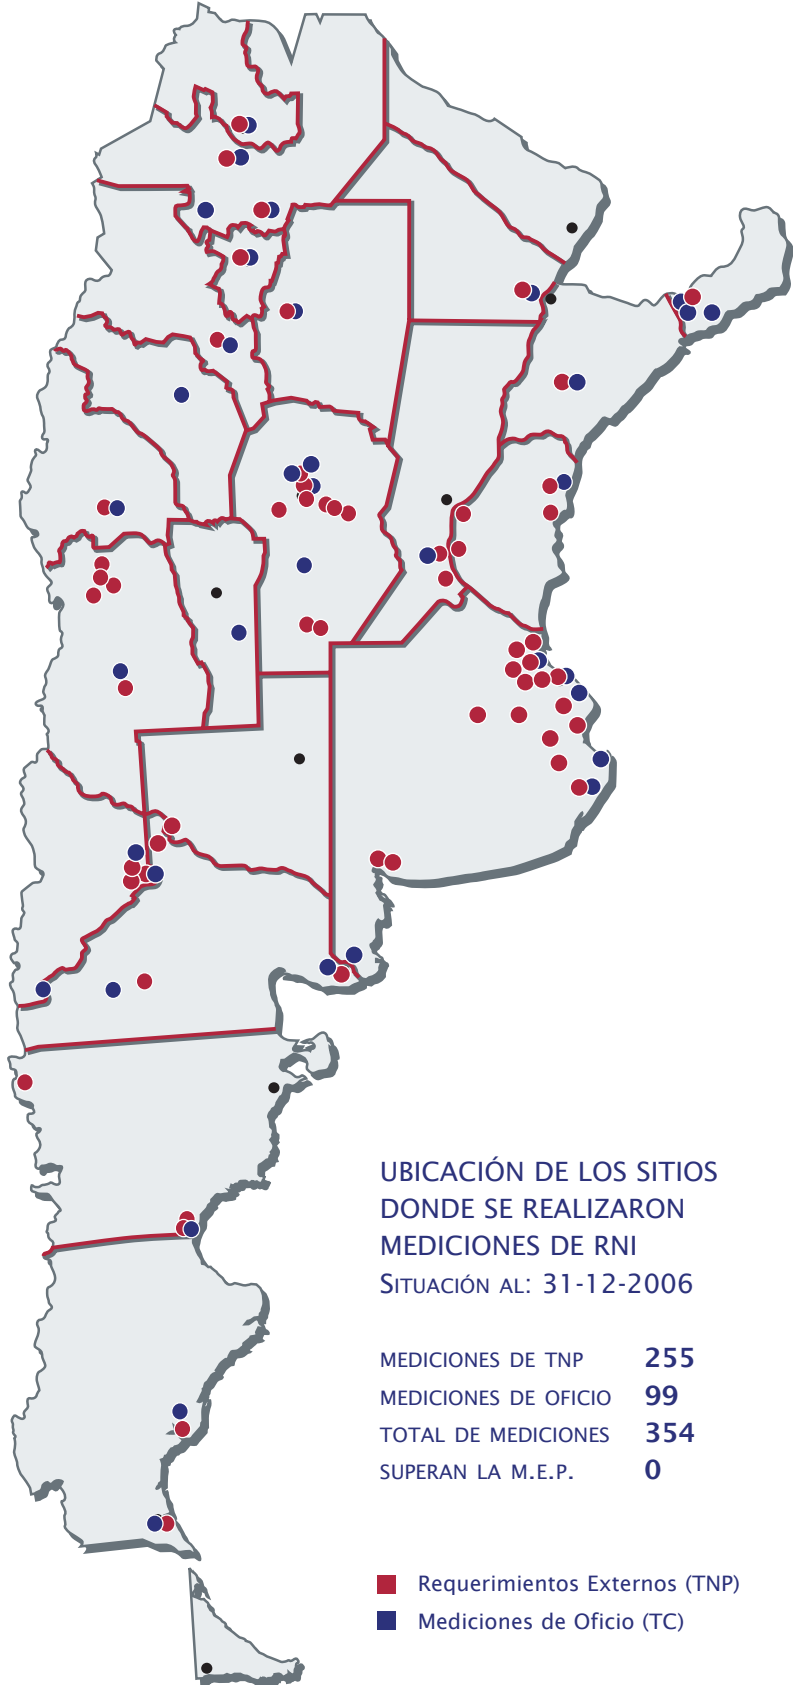 UBICACIÓN DE LOS SITIOS
DONDE SE REALIZARON
MEDICIONES DE RNI
SITUACIÓN AL: 31-12-2006
MEDICIONES DE TNP 255
MEDICIONES DE OFICIO 99
TOTAL DE MEDICIONES 354
SUPERAN LA M.E.P. 0
Requerimientos Externos (TNP)
Mediciones de Oficio (TC)